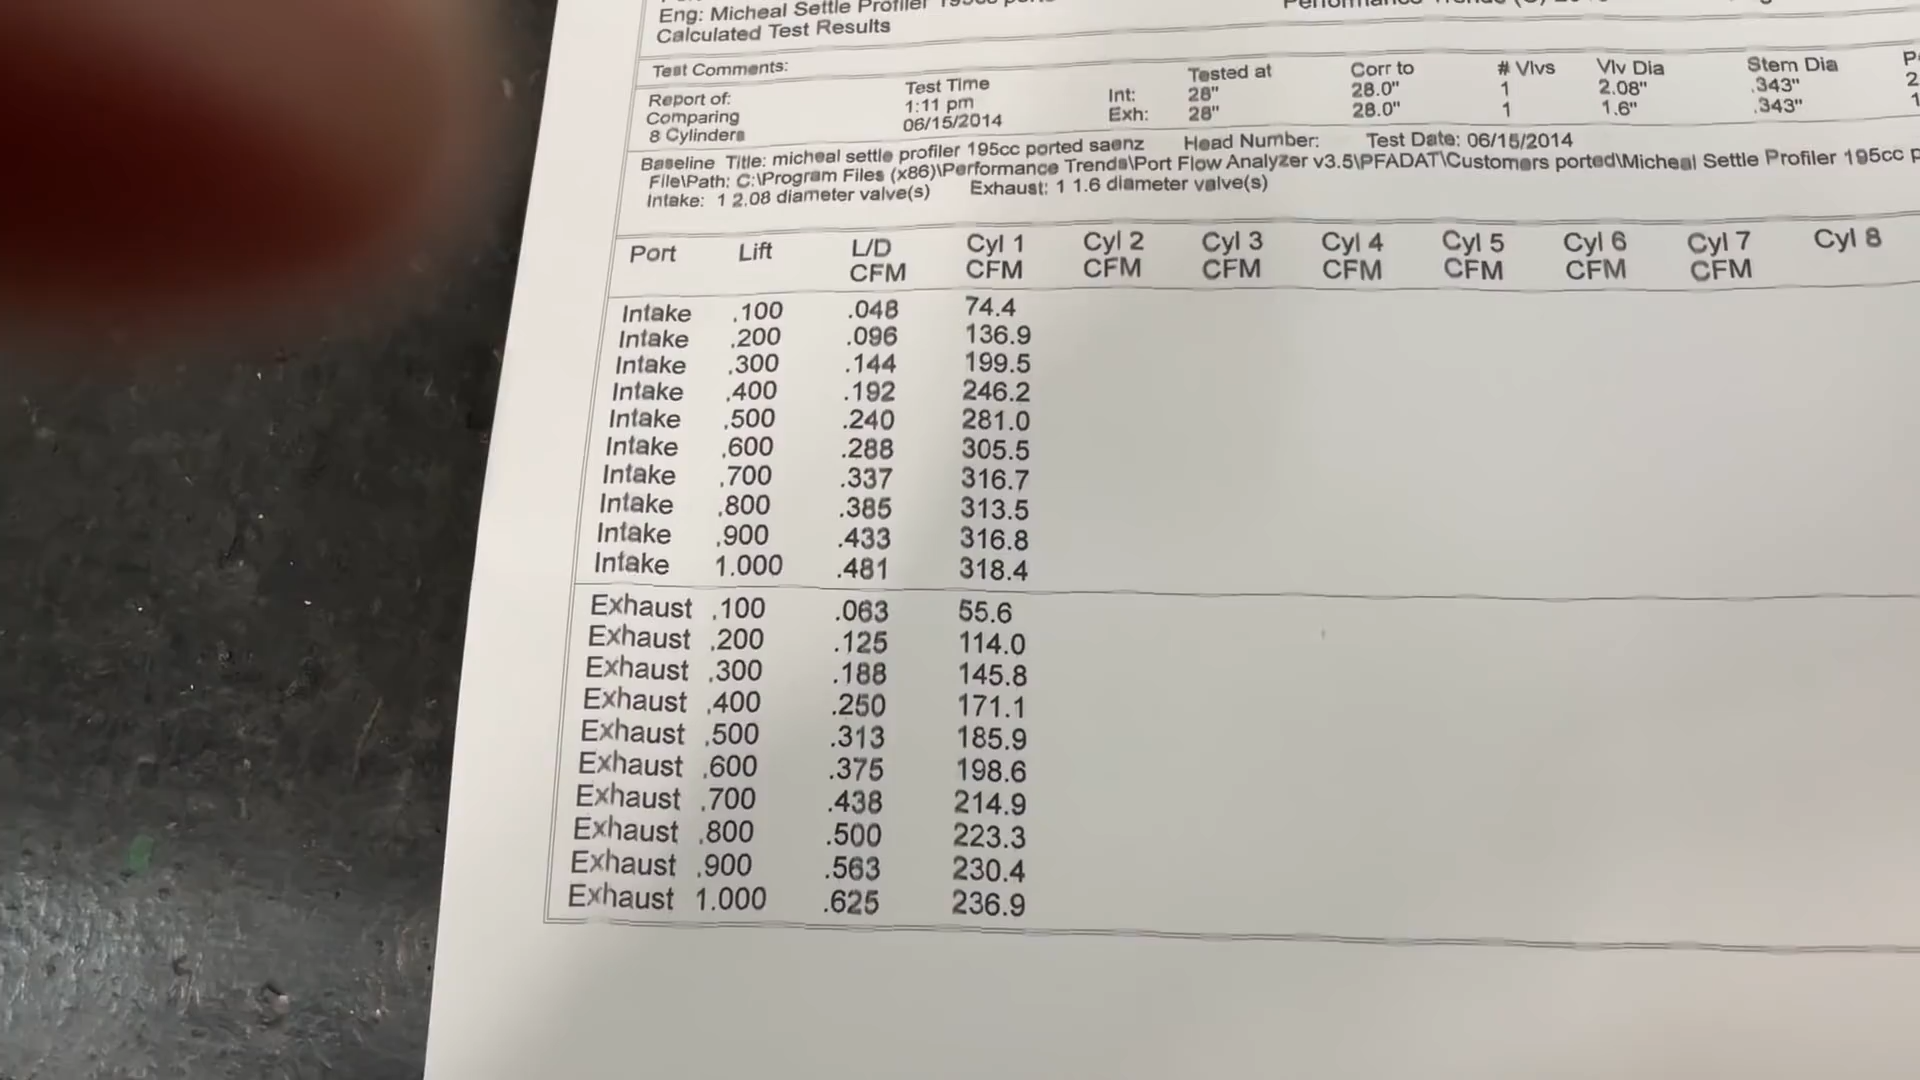 Eng: Micheal Settle Profiler 195cc
Calculated Test Results
Test Comments:
Report of:
Comparing
8 Cylinders
Test Time
1:11 pm
06/15/2014
Tested at Corr to # Vlvs Vlv Dia Stem Dia
Int: 28" 28.0" 1 2.08" .343"
Exh: 28" 28.0" 1 1.6" .343"
Baseline Title: micheal settle profiler 195cc ported saenz Head Number: Test Date: 06/15/2014
File\Path: C:\Program Files (x86)\Performance Trends\Port Flow Analyzer v3.5\PFADAT\Customers ported\Micheal Settle Profiler 195cc p
Intake: 1 2.08 diameter valve(s) Exhaust: 1 1.6 diameter valve(s)
Port Lift L/D Cyl 1 Cyl 2 Cyl 3 Cyl 4 Cyl 5 Cyl 6 Cyl 7 Cyl 8
CFM CFM CFM CFM CFM CFM CFM CFM
Intake .100 .048 74.4
Intake .200 .096 136.9
Intake .300 .144 199.5
Intake .400 .192 246.2
Intake .500 .240 281.0
Intake .600 .288 305.5
Intake .700 .337 316.7
Intake .800 .385 313.5
Intake .900 .433 316.8
Intake 1.000 .481 318.4
Exhaust .100 .063 55.6
Exhaust .200 .125 114.0
Exhaust .300 .188 145.8
Exhaust .400 .250 171.1
Exhaust .500 .313 185.9
Exhaust .600 .375 198.6
Exhaust .700 .438 214.9
Exhaust .800 .500 223.3
Exhaust .900 .563 230.4
Exhaust 1.000 .625 236.9